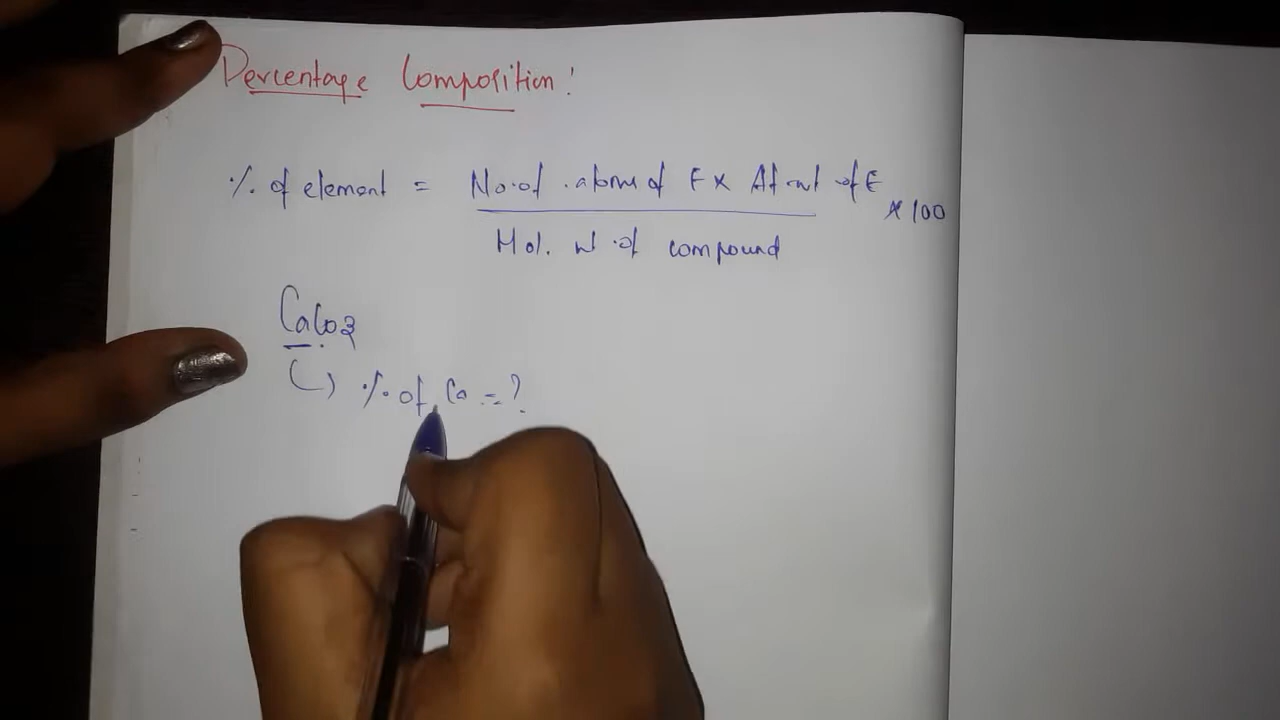 Percentage Composition:
% of element = No. of atoms of E x At wt of E x 100
Mol. wt of compound
CaCo3
% of Ca = ?